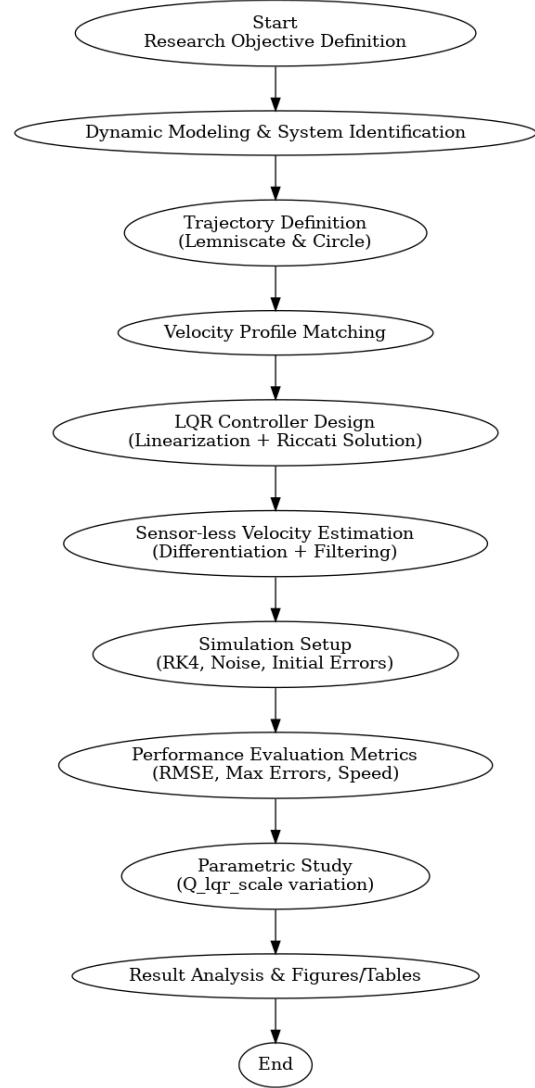 Start
Research Objective Definition
Dynamic Modeling & System Identification
Trajectory Definition
(Lemniscate & Circle)
Velocity Profile Matching
LQR Controller Design
(Linearization + Riccati Solution)
Sensor-less Velocity Estimation
(Differentiation + Filtering)
Simulation Setup
(RK4, Noise, Initial Errors)
Performance Evaluation Metrics
(RMSE, Max Errors, Speed)
Parametric Study
(Q_lqr_scale variation)
Result Analysis & Figures/Tables
End